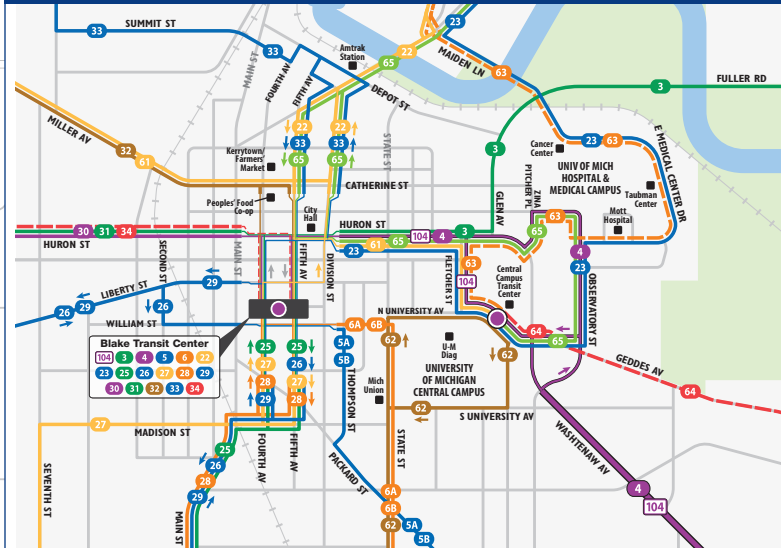 SUMMIT ST
33
33
MAIN ST
FOURTH AV
FIFTH AV
Amtrak
Station
65
22
23
MAIDEN LN
63
DEPOT ST
3
FULLER RD
MILLER AV
32
61
22
33
65
22
33
65
Kerrytown/
Farmers'
Market
STATE ST
CATHERINE ST
Peoples' Food
Co-op
City
Hall
3
Cancer
Center
23
63
E MEDICAL CENTER DR
UNIV OF MICH
HOSPITAL &
MEDICAL CAMPUS
Taubman
Center
Mott
Hospital
GLEN AV
ZINA
PITCHER PL
63
65
30
31
34
HURON ST
HURON ST
104
4
3
23
61
65
SECOND ST
MAIN ST
FIFTH AV
DIVISION ST
FLETCHER ST
63
104
Central
Campus
Transit
Center
4
23
OBSERVATORY ST
LIBERTY ST
29
26
29
26
WILLIAM ST
N UNIVERSITY AV
64
65
GEDDES AV
64
Blake Transit Center
104 3 4 5 6 22
23 25 26 27 28 29
30 31 32 33 34
6A
6B
5A
5B
62
62
U-M
Diag
UNIVERSITY
OF MICHIGAN
CENTRAL CAMPUS
25
27
28
29
25
26
27
28
THOMPSON ST
Mich
Union
62
S UNIVERSITY AV
27
MADISON ST
SEVENTH ST
FOURTH AV
FIFTH AV
STATE ST
PACKARD ST
WASHTENAW AV
25
26
28
29
MAIN ST
6A
6B
62
5A
5B
4
104